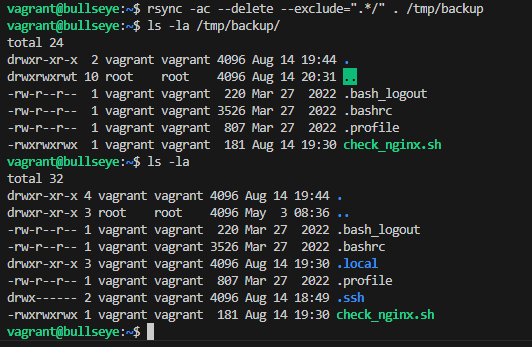 vagrant@bullseye:~$ rsync -ac --delete --exclude=".*/" . /tmp/backup
vagrant@bullseye:~$ ls -la /tmp/backup/
total 24
drwxr-xr-x  2 vagrant vagrant 4096 Aug 14 19:44 .
drwxrwxrwt 10 root    root    4096 Aug 14 20:31 ..
-rw-r--r--  1 vagrant vagrant  220 Mar 27  2022 .bash_logout
-rw-r--r--  1 vagrant vagrant 3526 Mar 27  2022 .bashrc
-rw-r--r--  1 vagrant vagrant  807 Mar 27  2022 .profile
-rwxrwxrwx  1 vagrant vagrant  181 Aug 14 19:30 check_nginx.sh
vagrant@bullseye:~$ ls -la
total 32
drwxr-xr-x 4 vagrant vagrant 4096 Aug 14 19:44 .
drwxr-xr-x 3 root    root    4096 May  3 08:36 ..
-rw-r--r-- 1 vagrant vagrant  220 Mar 27  2022 .bash_logout
-rw-r--r-- 1 vagrant vagrant 3526 Mar 27  2022 .bashrc
drwxr-xr-x 3 vagrant vagrant 4096 Aug 14 19:30 .local
-rw-r--r-- 1 vagrant vagrant  807 Mar 27  2022 .profile
drwx------ 2 vagrant vagrant 4096 Aug 14 18:49 .ssh
-rwxrwxrwx 1 vagrant vagrant  181 Aug 14 19:30 check_nginx.sh
vagrant@bullseye:~$